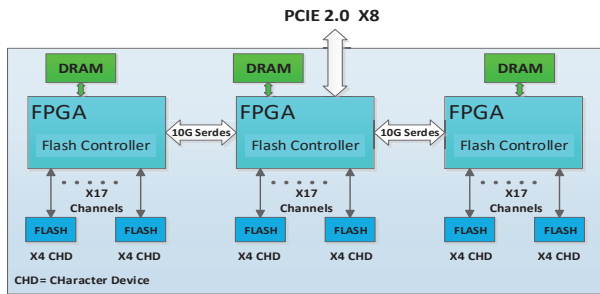 PCIE 2.0 X8
DRAM DRAM DRAM
FPGA FPGA FPGA
Flash Controller 10G Serdes Flash Controller 10G Serdes Flash Controller
X17 X17 X17
Channels Channels Channels
FLASH FLASH FLASH FLASH FLASH FLASH
X4 CHD X4 CHD X4 CHD X4 CHD X4 CHD X4 CHD
CHD= CHaracter Device